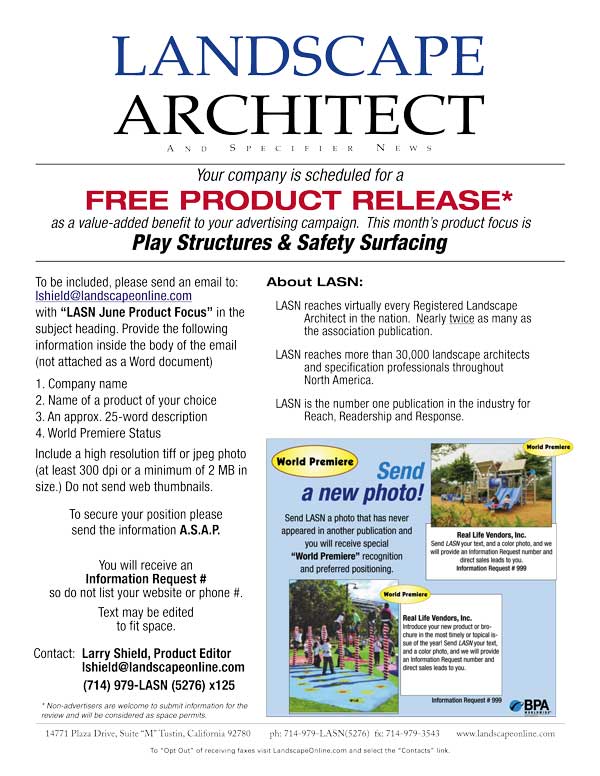 LANDSCAPE
ARCHITECT
AND SPECIFIER NEWS
Your company is scheduled for a
FREE PRODUCT RELEASE*
as a value-added benefit to your advertising campaign. This month's product focus is
Play Structures & Safety Surfacing
To be included, please send an email to:
lshield@landscapeonline.com
with “LASN June Product Focus” in the
subject heading. Provide the following
information inside the body of the email
(not attached as a Word document)
1. Company name
2. Name of a product of your choice
3. An approx. 25-word description
4. World Premiere Status
Include a high resolution tiff or jpeg photo
(at least 300 dpi or a minimum of 2 MB in
size.) Do not send web thumbnails.
To secure your position please
send the information A.S.A.P.
You will receive an
Information Request #
so do not list your website or phone #.
Text may be edited
to fit space.
Contact: Larry Shield, Product Editor
lshield@landscapeonline.com
(714) 979-LASN (5276) x125
* Non-advertisers are welcome to submit information for the
review and will be considered as space permits.
About LASN:
LASN reaches virtually every Registered Landscape
Architect in the nation. Nearly twice as many as
the association publication.
LASN reaches more than 30,000 landscape architects
and specification professionals throughout
North America.
LASN is the number one publication in the industry for
Reach, Readership and Response.
World Premiere
Send
a new photo!
Send LASN a photo that has never
appeared in another publication and
you will receive special
“World Premiere” recognition
and preferred positioning.
World Premiere
Real Life Vendors, Inc.
Send LASN your text, and a color photo, and we
will provide an Information Request number and
direct sales leads to you.
Information Request # 999
World Premiere
Real Life Vendors, Inc.
Introduce your new product or bro-
chure in the most timely or topical is-
sue of the year! Send LASN your text,
and a color photo, and we will provide
an Information Request number and
direct sales leads to you.
Information Request # 999
BPA
WORLDWIDE
14771 Plaza Drive, Suite “M” Tustin, California 92780 ph: 714-979-LASN(5276) fx: 714-979-3543 www.landscapeonline.com
To “Opt Out” of receiving faxes visit LandscapeOnline.com and select the “Contacts” link.